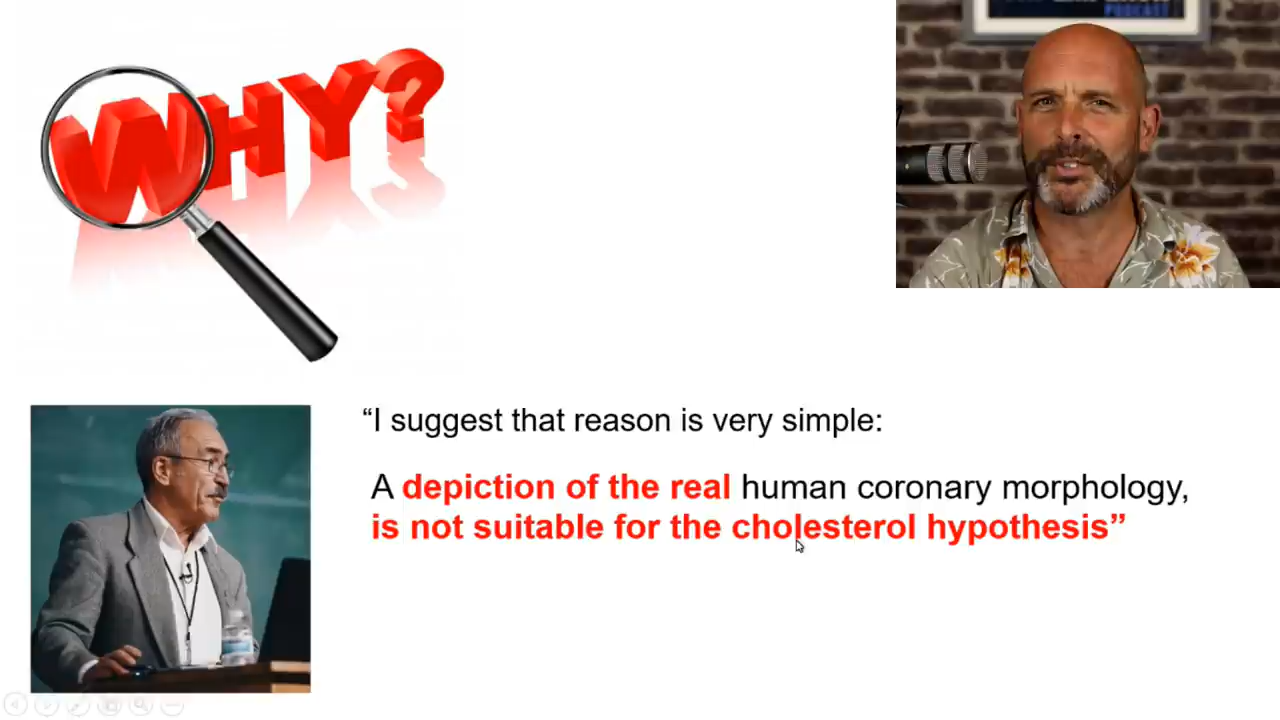 PODCAST
WHY?
“I suggest that reason is very simple:
A depiction of the real human coronary morphology,
is not suitable for the cholesterol hypothesis”